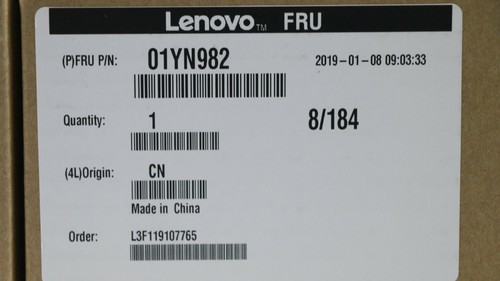 Lenovo™ FRU
(P)FRU P/N: 01YN982 2019-01-08 09:03:33
Quantity: 1 8/184
(4L)Origin: CN
Made in China
Order: L3F119107765